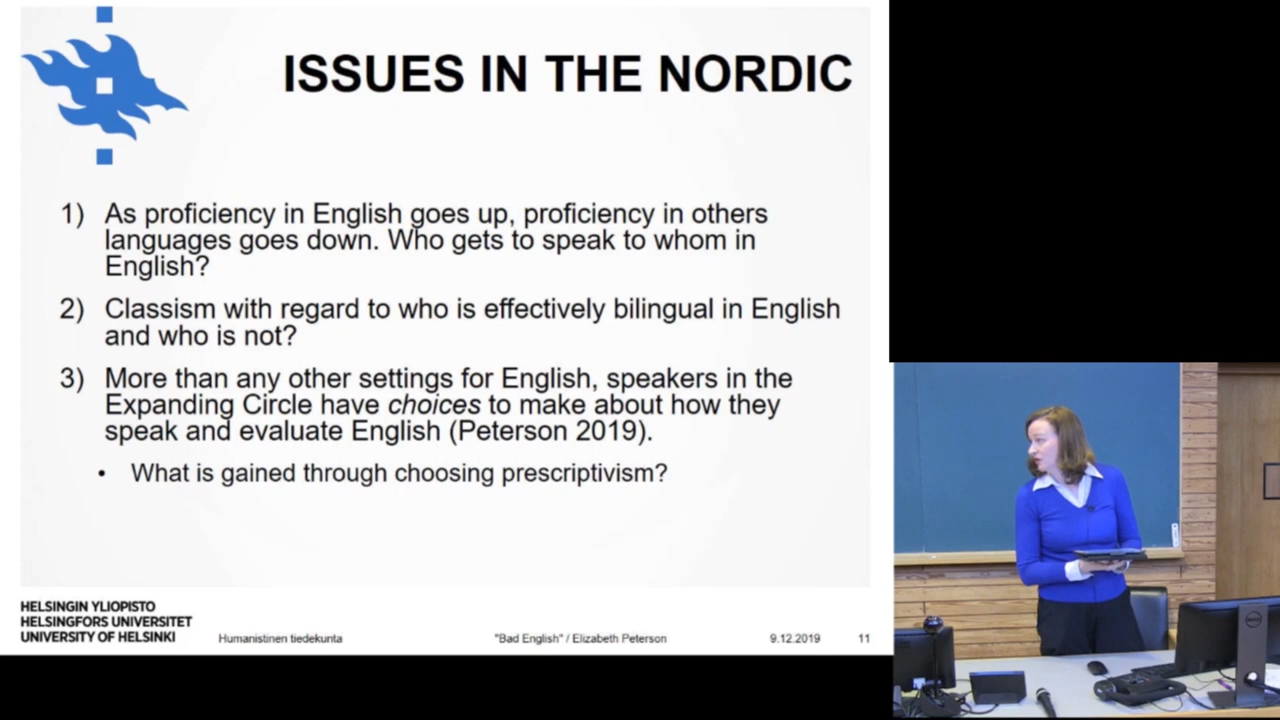 ISSUES IN THE NORDIC
1) As proficiency in English goes up, proficiency in others
languages goes down. Who gets to speak to whom in
English?
2) Classism with regard to who is effectively bilingual in English
and who is not?
3) More than any other settings for English, speakers in the
Expanding Circle have choices to make about how they
speak and evaluate English (Peterson 2019).
• What is gained through choosing prescriptivism?
HELSINGIN YLIOPISTO
HELSINGFORS UNIVERSITET
UNIVERSITY OF HELSINKI
Humanistinen tiedekunta
"Bad English" / Elizabeth Peterson
9.12.2019
11
DELL